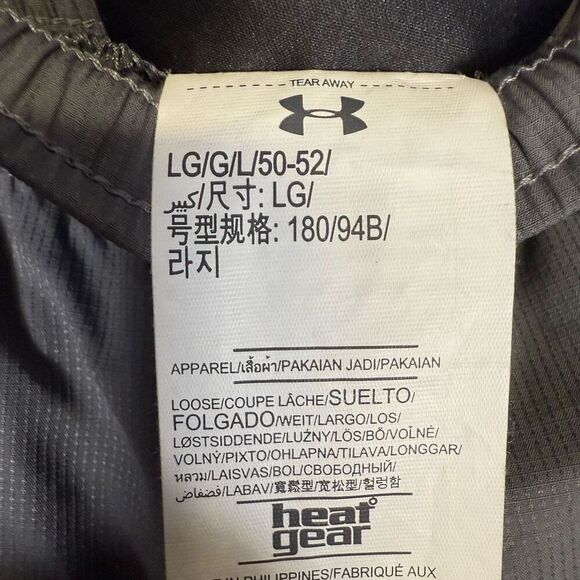 TEAR AWAY
LG/G/L/50-52/
كبير/尺寸: LG/
号型规格: 180/94B/
라지
APPAREL/เสื้อผ้า/PAKAIAN JADI/PAKAIAN
LOOSE/COUPE LÂCHE/SUELTO/
FOLGADO/WEIT/LARGO/LOS/
LØSTSIDDENDE/LUŹNY/LÖS/BŐ/VOĽNÉ/
VOLNÝ/PIXTO/OHLAPNA/TILAVA/LONGGAR/
หลวม/LAISVAS/BOL/СВОБОДНЫЙ/
فضفاض/LABAV/寬鬆型/宽松型/헐렁함
heat gear
IN PHILIPPINES/FABRIQUÉ AUX